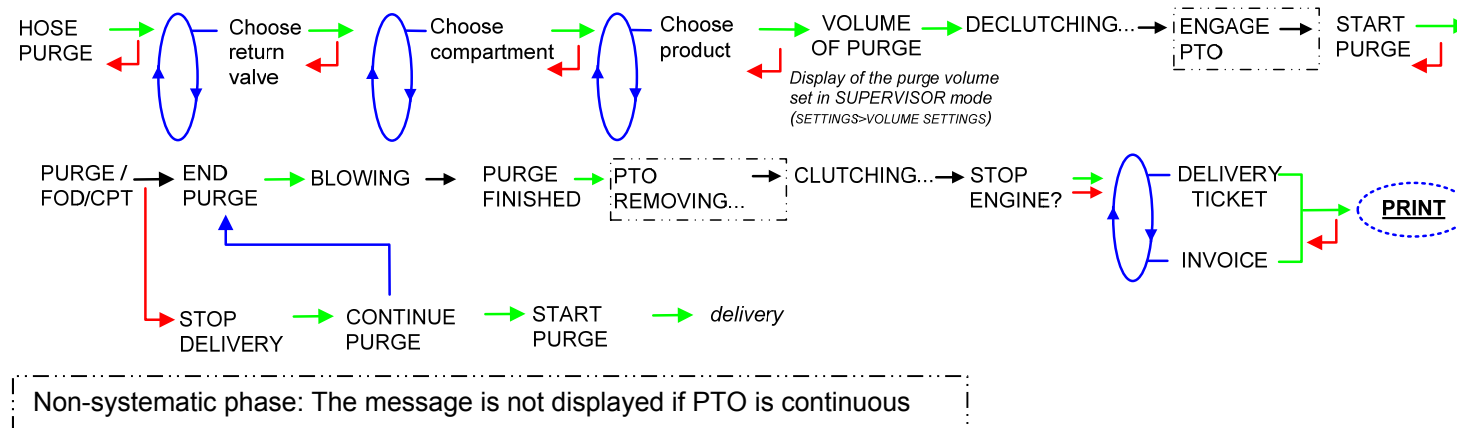 HOSE
PURGE
Choose
return
valve
Choose
compartment
Choose
product
VOLUME
OF PURGE
Display of the purge volume
set in SUPERVISOR mode
(SETTINGS>VOLUME SETTINGS)
DECLUTCHING...
ENGAGE
PTO
START
PURGE
PURGE /
FOD/CPT
END
PURGE
BLOWING
PURGE
FINISHED
PTO
REMOVING...
CLUTCHING...
STOP
ENGINE?
DELIVERY
TICKET
INVOICE
PRINT
STOP
DELIVERY
CONTINUE
PURGE
START
PURGE
delivery
Non-systematic phase: The message is not displayed if PTO is continuous